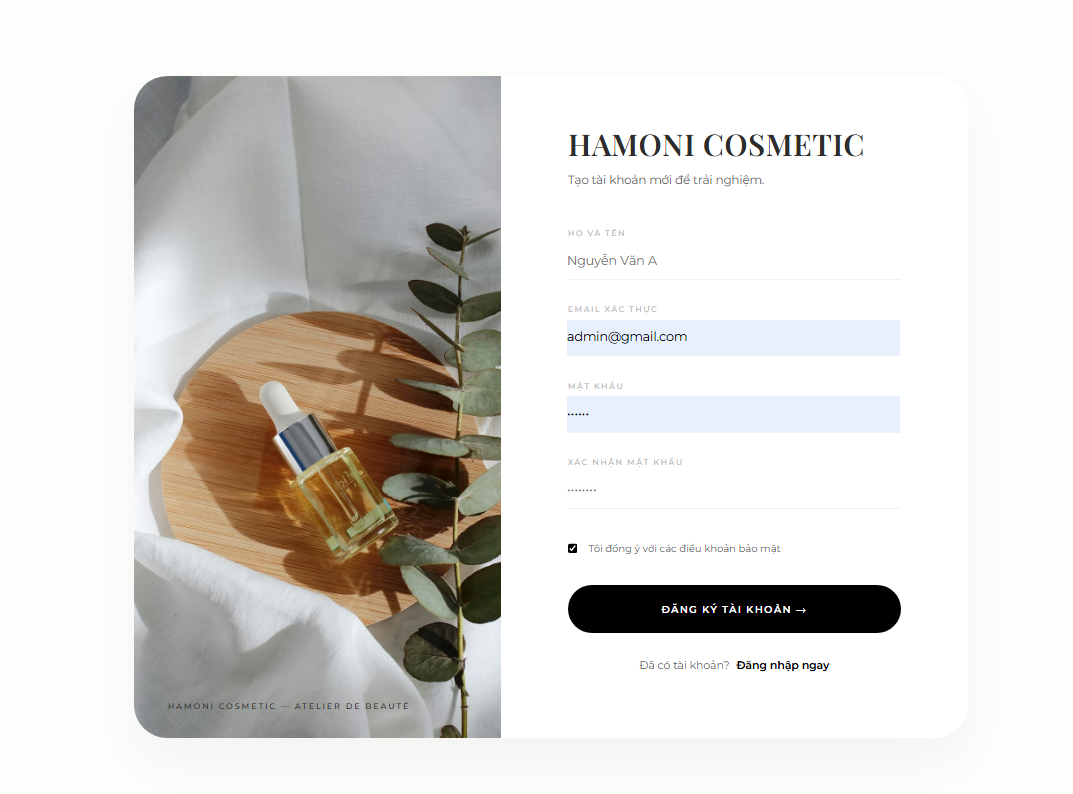 HAMONI COSMETIC
Tạo tài khoản mới để trải nghiệm.
HỌ VÀ TÊN
Nguyễn Văn A
EMAIL XÁC THỰC
admin@gmail.com
MẬT KHẨU
••••••
XÁC NHẬN MẬT KHẨU
••••••••
Tôi đồng ý với các điều khoản bảo mật
ĐĂNG KÝ TÀI KHOẢN →
Đã có tài khoản? Đăng nhập ngay
HAMONI COSMETIC — ATELIER DE BEAUTÉ